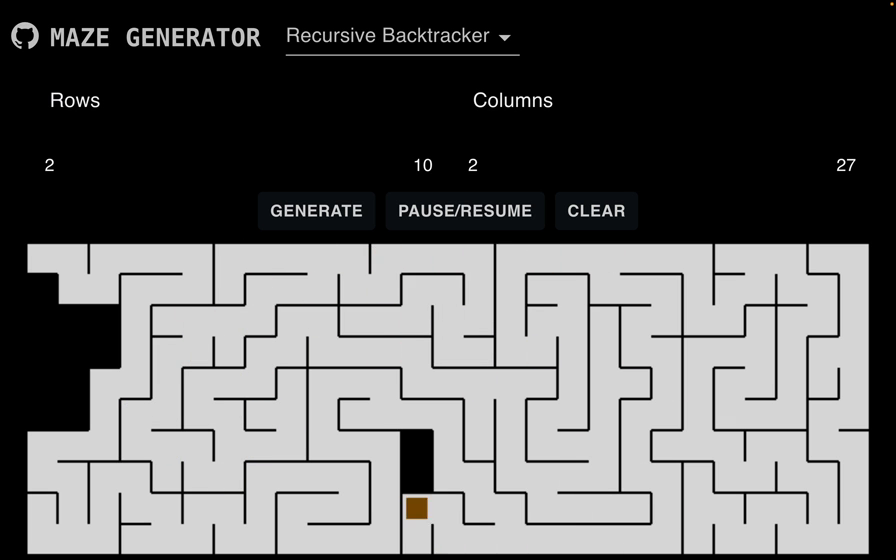 MAZE GENERATOR Recursive Backtracker
Rows Columns
2 10 2 27
GENERATE PAUSE/RESUME CLEAR